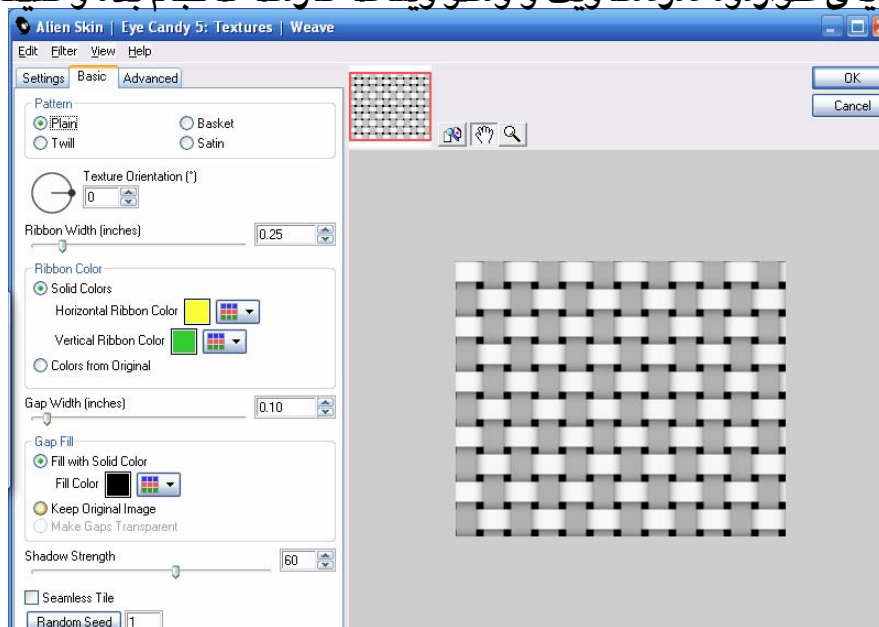 Alien Skin | Eye Candy 5: Textures | Weave
Edit Filter View Help
Settings Basic Advanced
OK
Cancel
Pattern
Plain Basket
Twill Satin
Texture Orientation (°)
0
Ribbon Width (inches) 0.25
Ribbon Color
Solid Colors
Horizontal Ribbon Color
Vertical Ribbon Color
Colors from Original
Gap Width (inches) 0.10
Gap Fill
Fill with Solid Color
Fill Color
Keep Original Image
Make Gaps Transparent
Shadow Strength 60
Seamless Tile
Random Seed 1